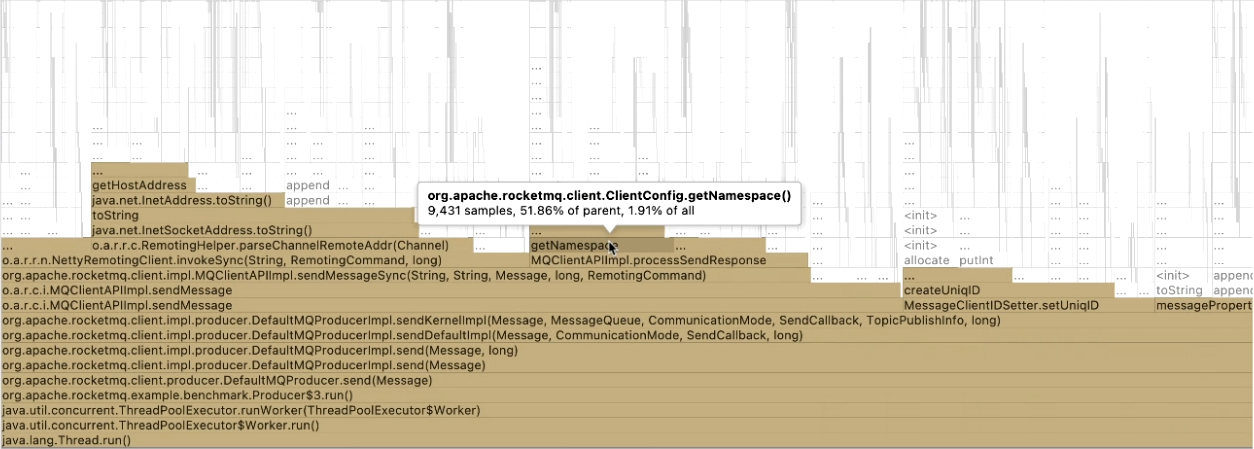 ...
...
...
...
... ...
... ... ...
... ... ... ...
... ... ... ... ... ...
... ... ... ...
getHostAddress ... ... append ...
java.net.InetAddress.toString() append ...
toString
java.net.InetSocketAddress.toString()
org.apache.rocketmq.client.ClientConfig.getNamespace()
9,431 samples, 51.86% of parent, 1.91% of all
<init> ...
<init> ...
... o.a.r.r.c.RemotingHelper.parseChannelRemoteAddr(Channel) ... getNamespace ... ... <init> ...
o.a.r.r.n.NettyRemotingClient.invokeSync(String, RemotingCommand, long) MQClientAPIImpl.processSendResponse allocate putInt
org.apache.rocketmq.client.impl.MQClientAPIImpl.sendMessageSync(String, String, Message, long, RemotingCommand) ... ... ... ... ... ... <init> append
o.a.r.c.i.MQClientAPIImpl.sendMessage createUniqID ... ... toString append
o.a.r.c.i.MQClientAPIImpl.sendMessage MessageClientIDSetter.setUniqID messagePropert
org.apache.rocketmq.client.impl.producer.DefaultMQProducerImpl.sendKernelImpl(Message, MessageQueue, CommunicationMode, SendCallback, TopicPublishInfo, long)
org.apache.rocketmq.client.impl.producer.DefaultMQProducerImpl.sendDefaultImpl(Message, CommunicationMode, SendCallback, long)
org.apache.rocketmq.client.impl.producer.DefaultMQProducerImpl.send(Message, long)
org.apache.rocketmq.client.impl.producer.DefaultMQProducerImpl.send(Message)
org.apache.rocketmq.client.producer.DefaultMQProducer.send(Message)
org.apache.rocketmq.example.benchmark.Producer$3.run()
java.util.concurrent.ThreadPoolExecutor.runWorker(ThreadPoolExecutor$Worker)
java.util.concurrent.ThreadPoolExecutor$Worker.run()
java.lang.Thread.run()